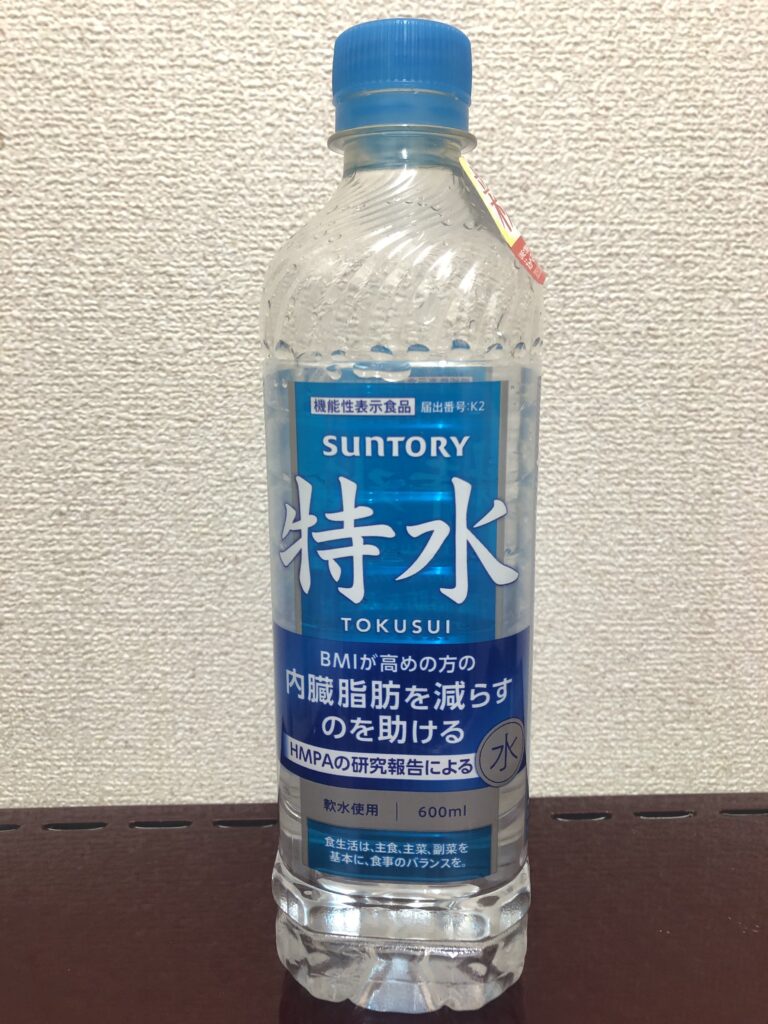 機能性表示食品 届出番号:K2
SUNTORY
特水
TOKUSUI
BMIが高めの方の
内臓脂肪を減らす
のを助ける
HMPAの研究報告による
水
軟水使用 | 600ml
食生活は、主食、主菜、副菜を
基本に、食事のバランスを。